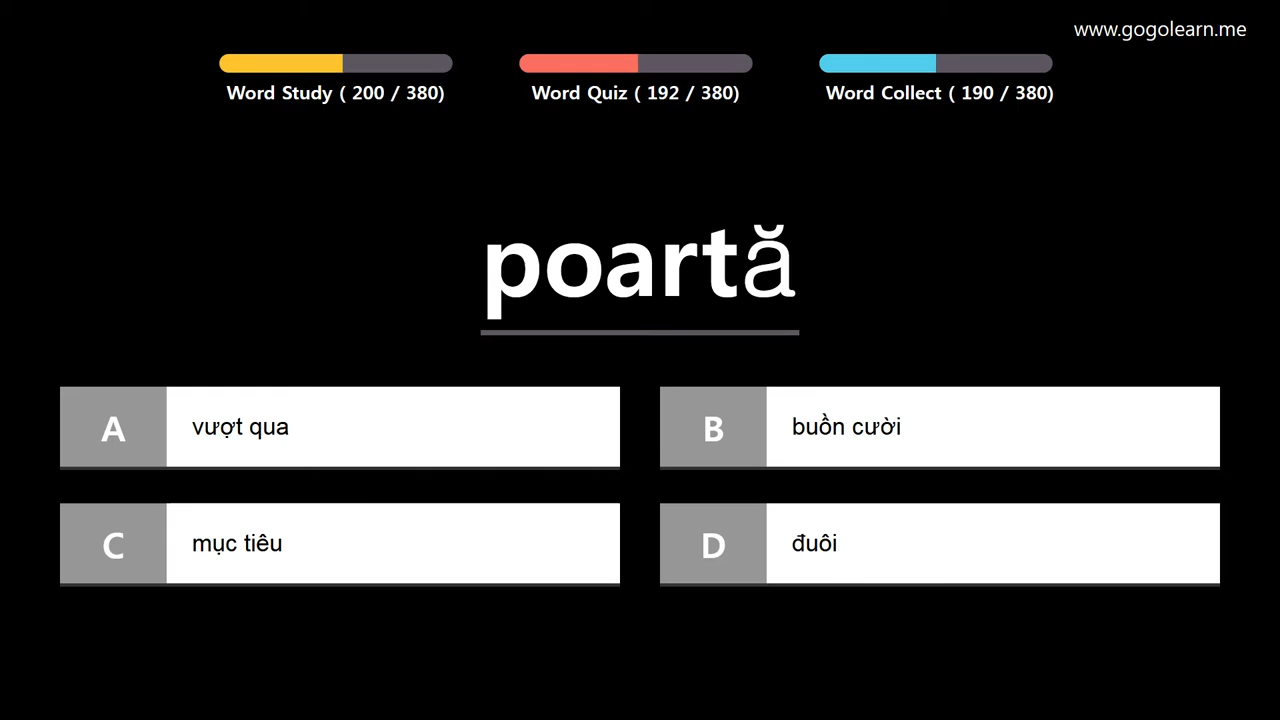 www.gogolearn.me
Word Study ( 200 / 380)
Word Quiz ( 192 / 380)
Word Collect ( 190 / 380)
poartă
A vượt qua
B buồn cười
C mục tiêu
D đuôi